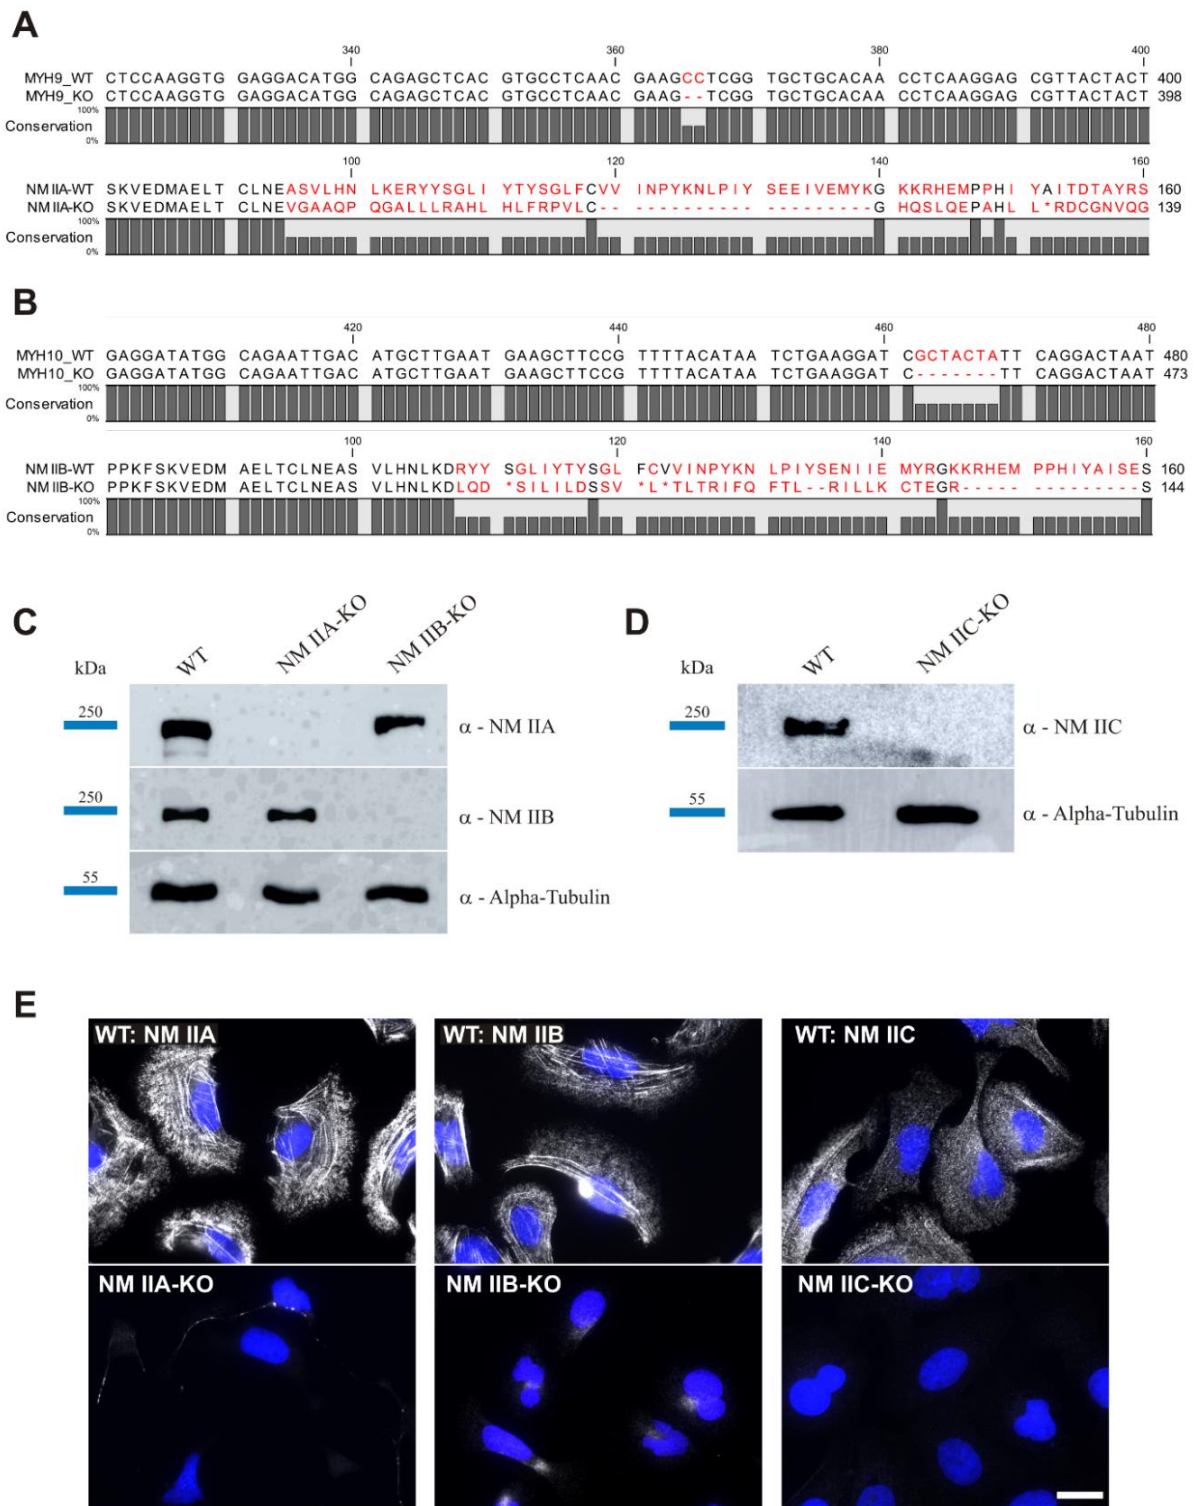 A
340 360 380 400
MYH9_WT CTCCAAGGTG GAGGACATGG CAGAGCTCAC GTGCCTCAAC GAAGCCTCGG TGCTGCACAA CCTCAAGGAG CGTTACTACT 400
MYH9_KO CTCCAAGGTG GAGGACATGG CAGAGCTCAC GTGCCTCAAC GAAG--TCGG TGCTGCACAA CCTCAAGGAG CGTTACTACT 398
100%
Conservation
0%
100 120 140 160
NM IIA-WT SKVEDMAELT CLNEASVLHN LKERYYSGLI YTYSGLFCVV INPYKNLPIY SEEIVEMYKG KKRHEMPPHI YAITDTAYRS 160
NM IIA-KO SKVEDMAELT CLNEVGAAQP QGALLLRAHL HLFRPVLC-- ---------- ---------G HQSLQEPAHL L*RDCGNVQG 139
100%
Conservation
0%
B
420 440 460 480
MYH10_WT GAGGATATGG CAGAATTGAC ATGCTTGAAT GAAGCTTCCG TTTTACATAA TCTGAAGGAT CGCTACTATT CAGGACTAAT 480
MYH10_KO GAGGATATGG CAGAATTGAC ATGCTTGAAT GAAGCTTCCG TTTTACATAA TCTGAAGGAT C-------TT CAGGACTAAT 473
100%
Conservation
0%
100 120 140 160
NM IIB-WT PPKFSKVEDM AELTCLNEAS VLHNLKDRYY SGLIYTYSGL FCVVINPYKN LPIYSENIIE MYRGKKRHEM PPHIYAISES 160
NM IIB-KO PPKFSKVEDM AELTCLNEAS VLHNLKDLQD *SILILDSSV *L*TLTRIFQ FTL--RILLK CTEGR----- ---------S 144
100%
Conservation
0%
C
kDa WT NM IIA-KO NM IIB-KO
250 α - NM IIA
250 α - NM IIB
55 α - Alpha-Tubulin
D
kDa WT NM IIC-KO
250 α - NM IIC
55 α - Alpha-Tubulin
E
WT: NM IIA WT: NM IIB WT: NM IIC
NM IIA-KO NM IIB-KO NM IIC-KO